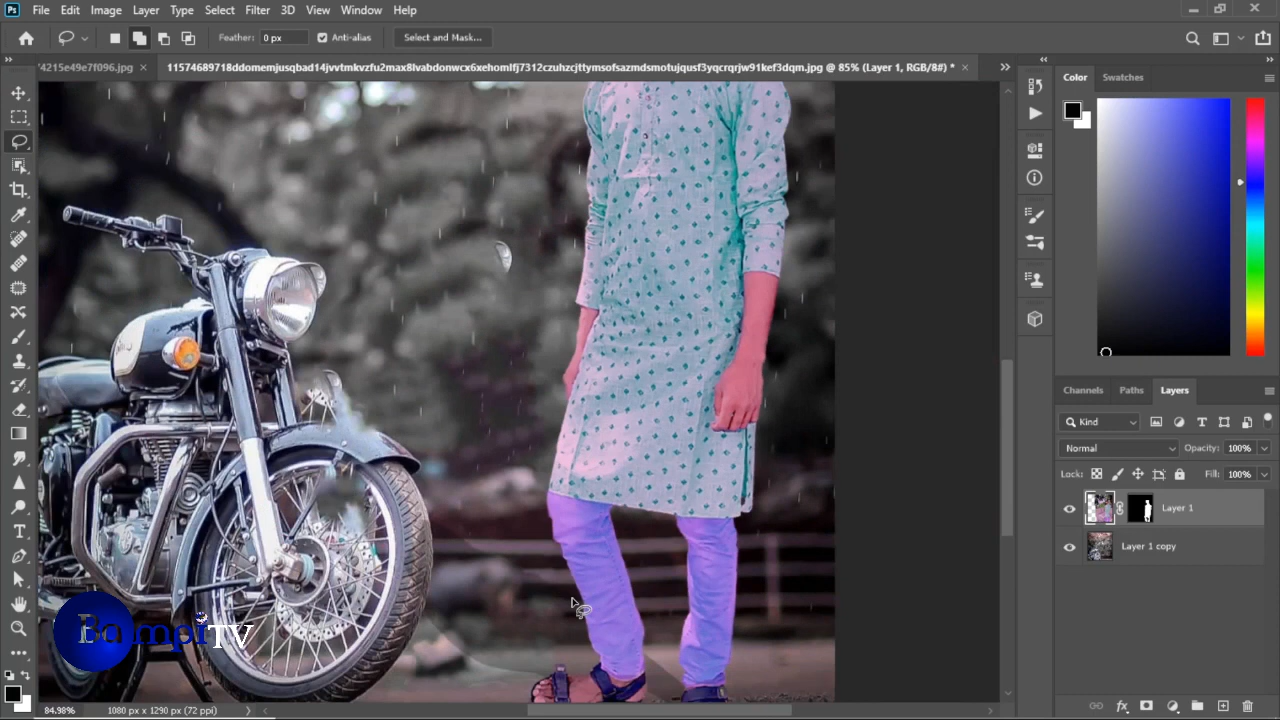 Ps File Edit Image Layer Type Select Filter 3D View Window Help
Feather: 0 px Anti-alias Select and Mask...
'4215e49e7f096.jpg × 11574689718ddomemjusqbad14jvvtmkvzfu2max8lvabdonwcx6xehomlfj7312czuhzcjttymsofsazmdsmotujqusf3yqcrqrjw91kef3dqm.jpg @ 85% (Layer 1, RGB/8#) * ×
Color Swatches
Channels Paths Layers
Kind
Normal Opacity: 100%
Lock: Fill: 100%
Layer 1
Layer 1 copy
BampiTV
84.98% 1080 px x 1290 px (72 ppi)